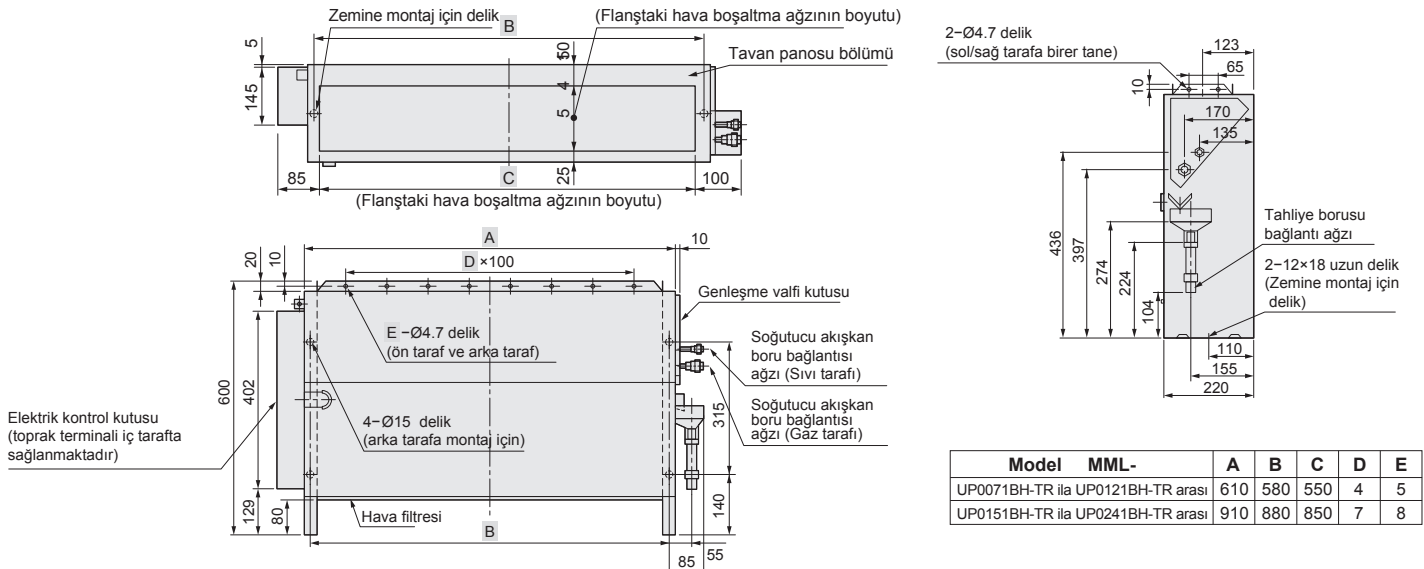 Zemine montaj için delik
B
(Flanştaki hava boşaltma ağzının boyutu)
Tavan panosu bölümü
5
145
50
4
5
25
85
C
100
(Flanştaki hava boşaltma ağzının boyutu)
2−Ø4.7 delik
(sol/sağ tarafa birer tane)
123
65
10
170
135
436
397
274
224
104
Tahliye borusu
bağlantı ağzı
2−12×18 uzun delik
(Zemine montaj için
delik)
110
155
220
A
10
D ×100
20
10
Genleşme valfi kutusu
E −Ø4.7 delik
(ön taraf ve arka taraf)
Soğutucu akışkan
boru bağlantısı
ağzı (Sıvı tarafı)
Soğutucu akışkan
boru bağlantısı
ağzı (Gaz tarafı)
600
402
315
Elektrik kontrol kutusu
(toprak terminali iç tarafta
sağlanmaktadır)
4−Ø15 delik
(arka tarafa montaj için)
129
80
Hava filtresi
140
B
55
85
Model MML- A B C D E
UP0071BH-TR ila UP0121BH-TR arası 610 580 550 4 5
UP0151BH-TR ila UP0241BH-TR arası 910 880 850 7 8